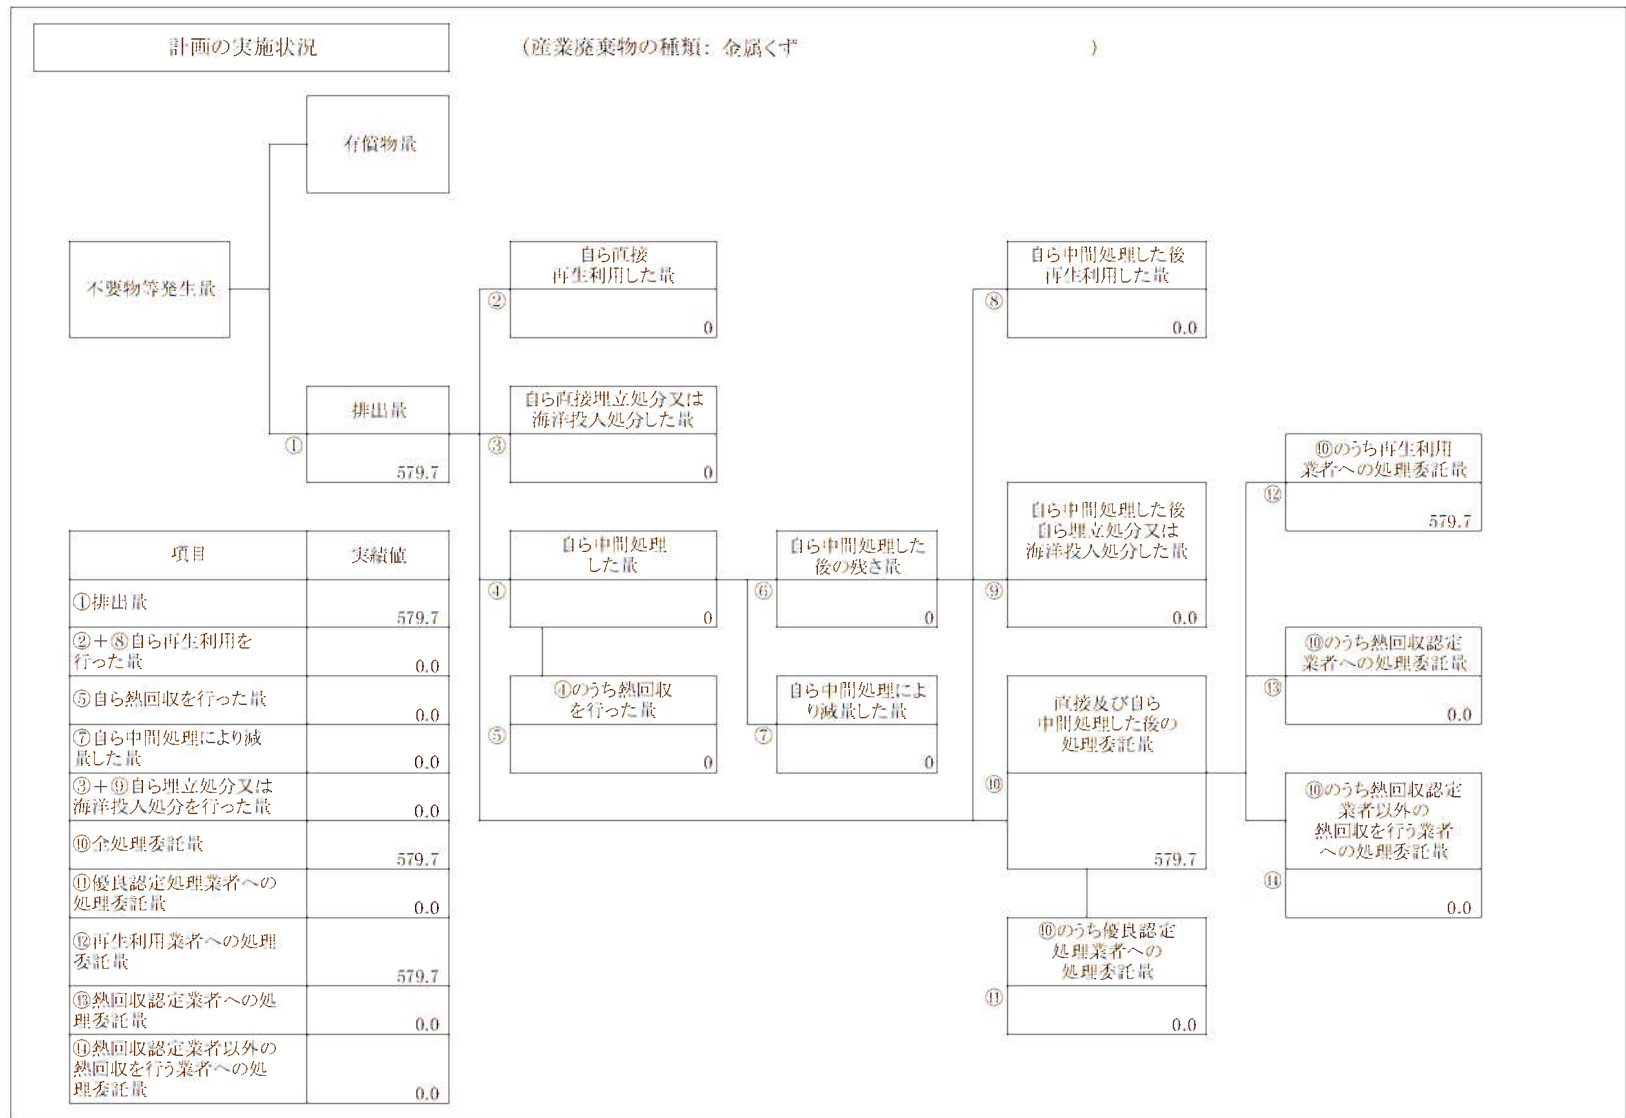 計画の実施状況
(産業廃棄物の種類: 金属くず )
有償物量
不要物等発生量
自ら直接
再生利用した量
②
0
自ら中間処理した後
再生利用した量
⑧
0.0
排出量
①
579.7
自ら直接埋立処分又は
海洋投入処分した量
③
0
⑩のうち再生利用
業者への処理委託量
⑫
579.7
自ら中間処理
した量
④
0
自ら中間処理した
後の残さ量
⑥
0
自ら中間処理した後
自ら埋立処分又は
海洋投入処分した量
⑨
0.0
⑩のうち熱回収認定
業者への処理委託量
⑬
0.0
④のうち熱回収
を行った量
⑤
0
自ら中間処理によ
り減量した量
⑦
0
直接及び自ら
中間処理した後の
処理委託量
⑩
579.7
⑩のうち熱回収認定
業者以外の
熱回収を行う業者
への処理委託量
⑭
0.0
⑩のうち優良認定
処理業者への
処理委託量
⑪
0.0
項目 実績値
①排出量
579.7
②+⑧自ら再生利用を
行った量 0.0
⑤自ら熱回収を行った量
0.0
⑦自ら中間処理により減
量した量 0.0
③+⑨自ら埋立処分又は
海洋投入処分を行った量 0.0
⑩全処理委託量
579.7
⑪優良認定処理業者への
処理委託量 0.0
⑫再生利用業者への処理
委託量
579.7
⑬熱回収認定業者への処
理委託量 0.0
⑭熱回収認定業者以外の
熱回収を行う業者への処
理委託量 0.0